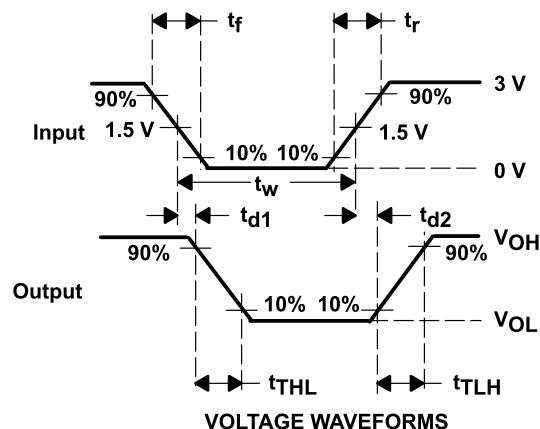 tf
tr
90%
90%
3 V
Input
1.5 V
1.5 V
10%
10%
0 V
tw
td1
td2
VOH
90%
90%
Output
10%
10%
VOL
tTHL
tTLH
VOLTAGE WAVEFORMS